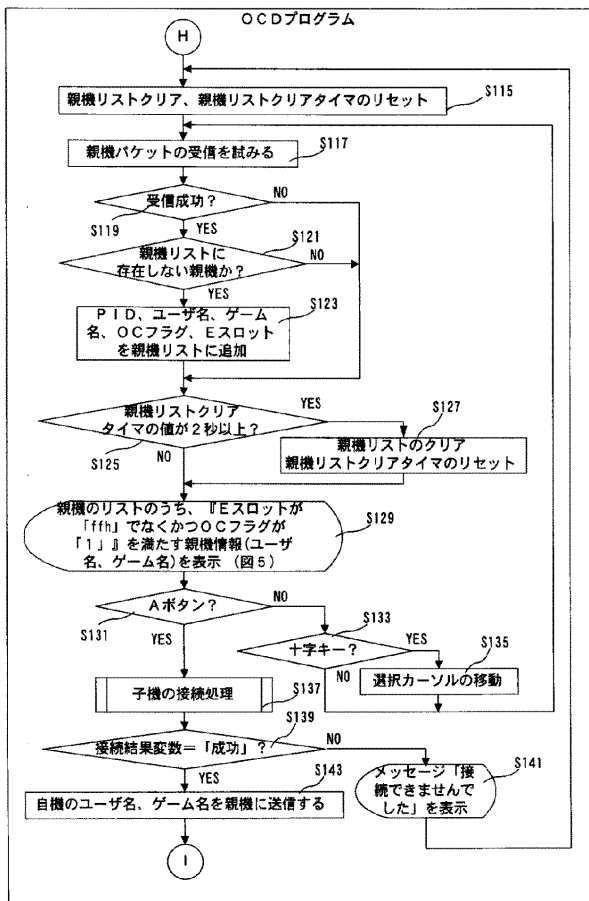 OCDプログラム
H
親機リストクリア、親機リストクリアタイマのリセット
S115
親機パケットの受信を試みる
S117
受信成功？
NO
S119
YES
親機リストに
存在しない親機か？
S121
NO
YES
PID、ユーザ名、ゲーム
名、OCフラグ、Eスロット
を親機リストに追加
S123
親機リストクリア
タイマの値が2秒以上？
YES
S125
NO
S127
親機リストのクリア
親機リストクリアタイマのリセット
親機のリストのうち、『Eスロットが
「ffh」でなくかつOCフラグが
「1」』を満たす親機情報(ユーザ
名、ゲーム名)を表示 (図5)
S129
Aボタン？
NO
S131
YES
S133
十字キー？
YES
NO
S135
選択カーソルの移動
子機の接続処理
S137
S139
接続結果変数＝「成功」？
NO
YES
S143
自機のユーザ名、ゲーム名を親機に送信する
メッセージ「接
続できませんで
した」を表示
S141
I